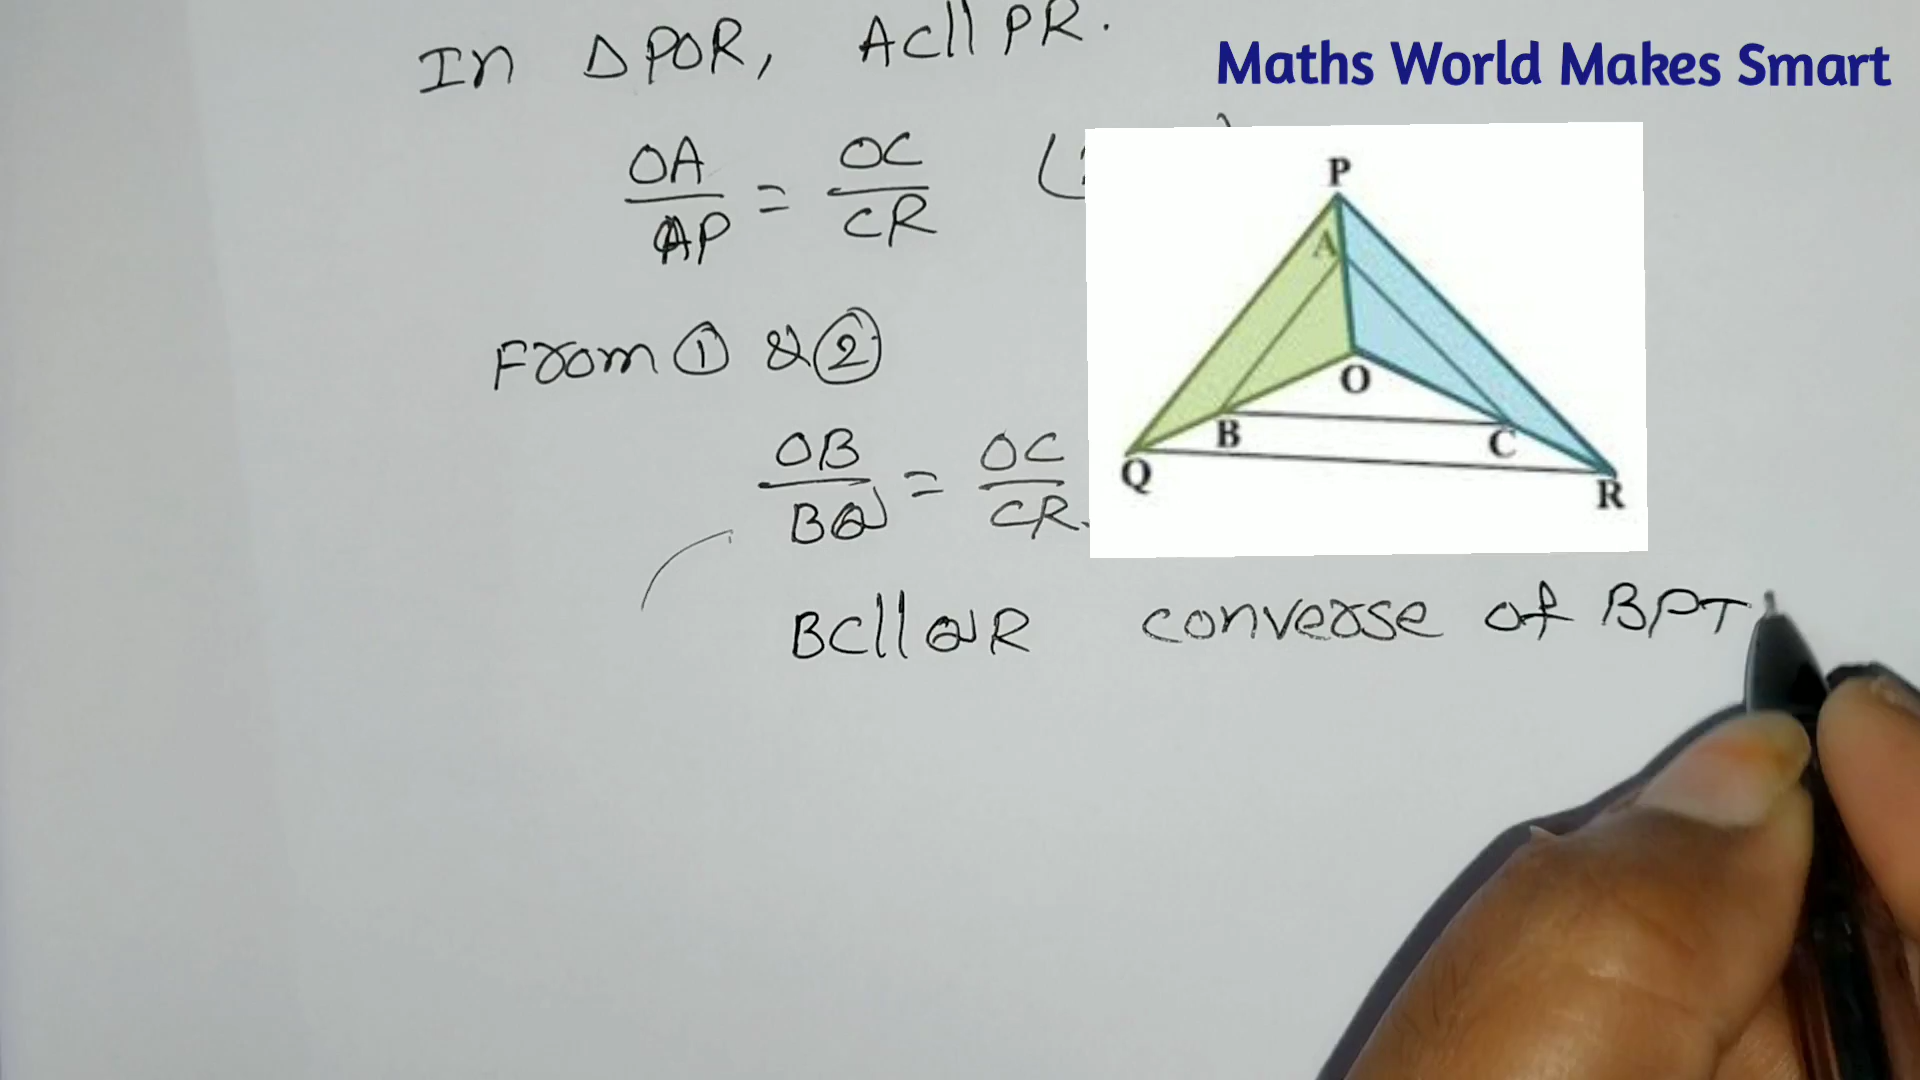 In △POR, AC||PR.
Maths World Makes Smart
OA/AP = OC/CR
From ① & ②
OB/BQ = OC/CR.
BC||QR converse of BPT
P
A
O
B
C
Q
R